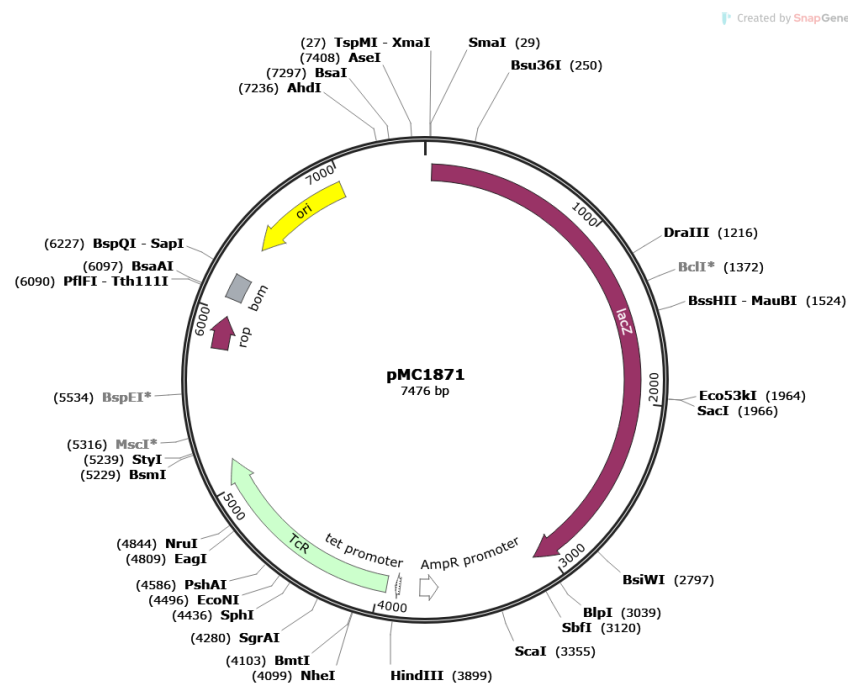 Created by SnapGene
(27) TspMI - XmaI
(7408) AseI
(7297) BsaI
(7236) AhdI
SmaI (29)
Bsu36I (250)
7000
1000
ori
DraIII (1216)
BclI* (1372)
BssHII - MauBI (1524)
(6227) BspQI - SapI
(6097) BsaAI
(6090) PflFI - Tth111I
bom
6000
rop
lacZ
pMC1871
7476 bp
2000
Eco53kI (1964)
SacI (1966)
(5534) BspEI*
(5316) MscI*
(5239) StyI
(5229) BsmI
5000
TcR
tet promoter
AmpR promoter
3000
4000
(4844) NruI
(4809) EagI
(4586) PshAI
(4496) EcoNI
(4436) SphI
(4280) SgrAI
(4103) BmtI
(4099) NheI
HindIII (3899)
BsiWI (2797)
BlpI (3039)
SbfI (3120)
ScaI (3355)